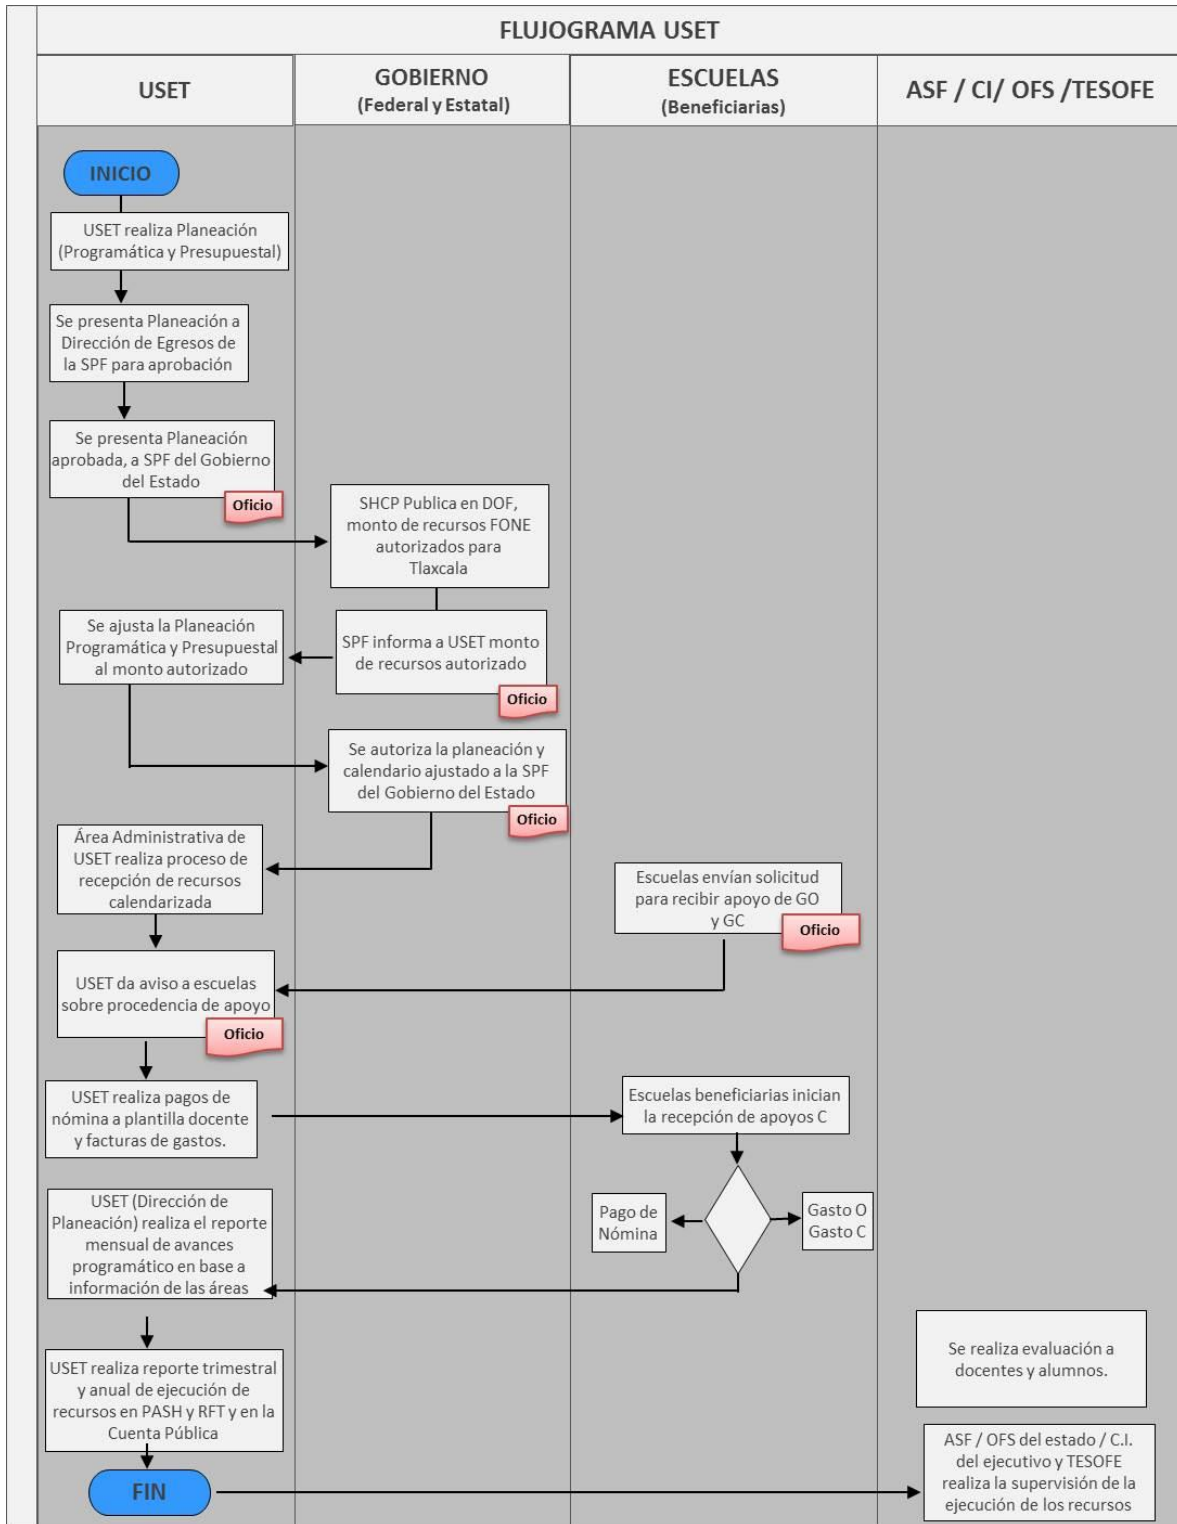 FLUJOGRAMA USET
USET
GOBIERNO
(Federal y Estatal)
ESCUELAS
(Beneficiarias)
ASF / CI/ OFS /TESOFE
INICIO
USET realiza Planeación
(Programática y Presupuestal)
Se presenta Planeación a
Dirección de Egresos de
la SPF para aprobación
Se presenta Planeación
aprobada, a SPF del Gobierno
del Estado
Oficio
SHCP Publica en DOF,
monto de recursos FONE
autorizados para
Tlaxcala
SPF informa a USET monto
de recursos autorizado
Oficio
Se ajusta la Planeación
Programática y Presupuestal
al monto autorizado
Se autoriza la planeación y
calendario ajustado a la SPF
del Gobierno del Estado
Oficio
Área Administrativa de
USET realiza proceso de
recepción de recursos
calendarizada
Escuelas envían solicitud
para recibir apoyo de GO
y GC
Oficio
USET da aviso a escuelas
sobre procedencia de apoyo
Oficio
USET realiza pagos de
nómina a plantilla docente
y facturas de gastos.
Escuelas beneficiarias inician
la recepción de apoyos C
Pago de
Nómina
Gasto O
Gasto C
USET (Dirección de
Planeación) realiza el reporte
mensual de avances
programático en base a
información de las áreas
USET realiza reporte trimestral
y anual de ejecución de
recursos en PASH y RFT y en la
Cuenta Pública
Se realiza evaluación a
docentes y alumnos.
FIN
ASF / OFS del estado / C.I.
del ejecutivo y TESOFE
realiza la supervisión de la
ejecución de los recursos